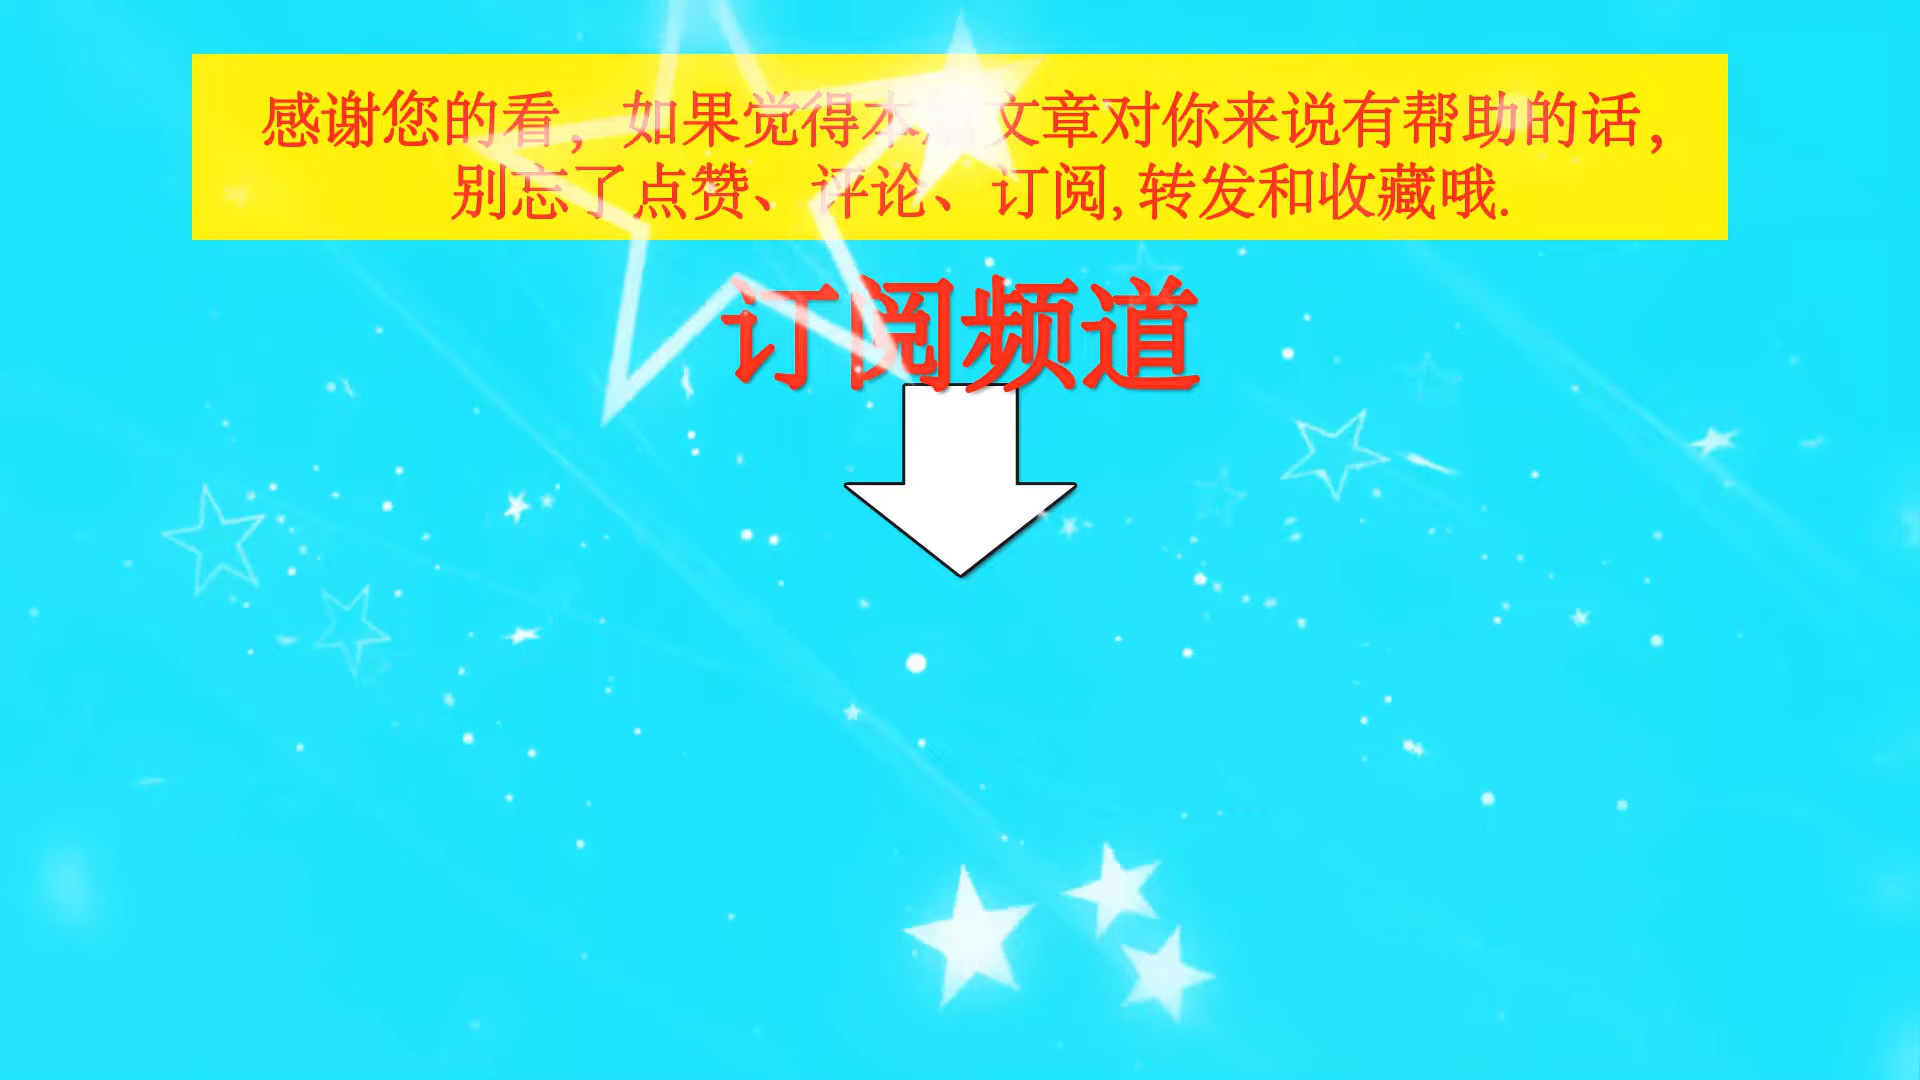 感谢您的看，如果觉得本篇文章对你来说有帮助的话，
别忘了点赞、评论、订阅,转发和收藏哦.
订阅频道